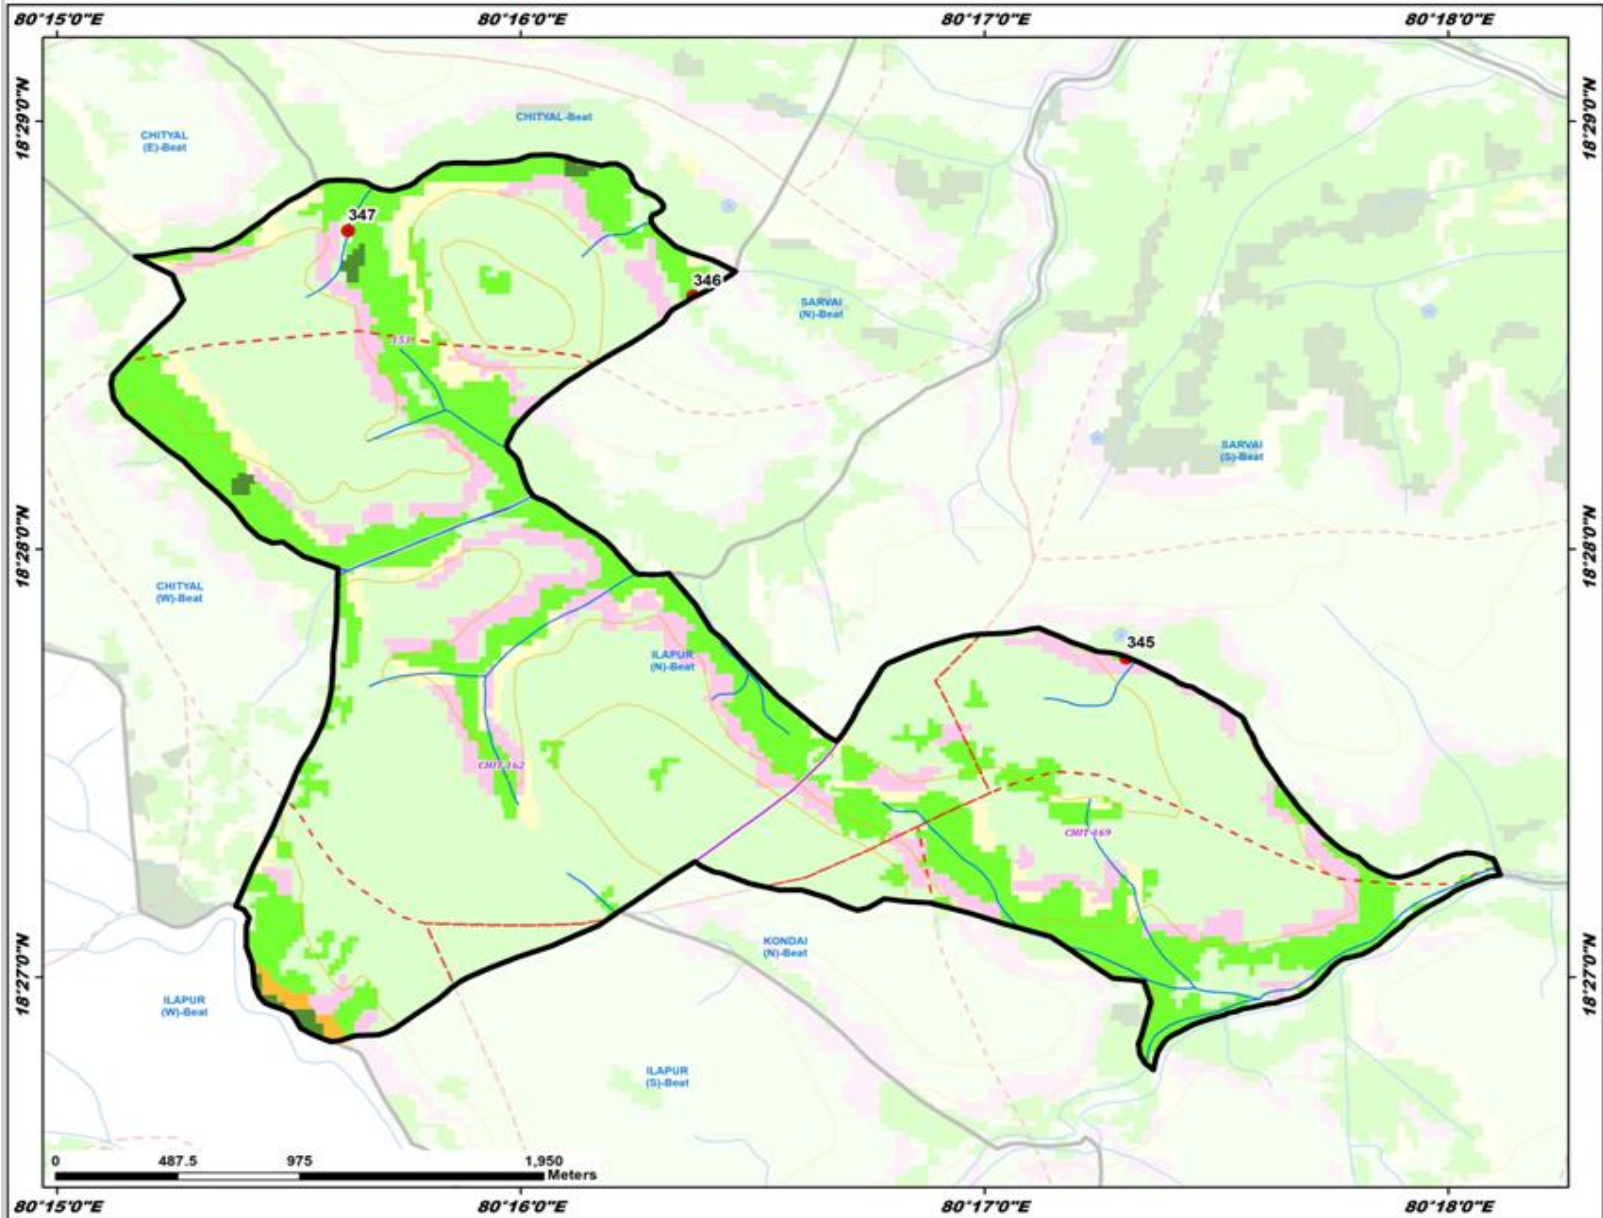 80°15'0"E 80°16'0"E 80°17'0"E 80°18'0"E
18°29'0"N
18°29'0"N
CHITYAL-Beat
CHITYAL
(E)-Beat
347
346
SARVAI
(N)-Beat
153
SARVAI
(S)-Beat
18°28'0"N
18°28'0"N
CHITYAL
(W)-Beat
345
ILAPUR
(N)-Beat
CHIT-162
CHIT-169
KONDAI
(N)-Beat
18°27'0"N
18°27'0"N
ILAPUR
(W)-Beat
ILAPUR
(S)-Beat
0 487.5 975 1,950
Meters
80°15'0"E 80°16'0"E 80°17'0"E 80°18'0"E